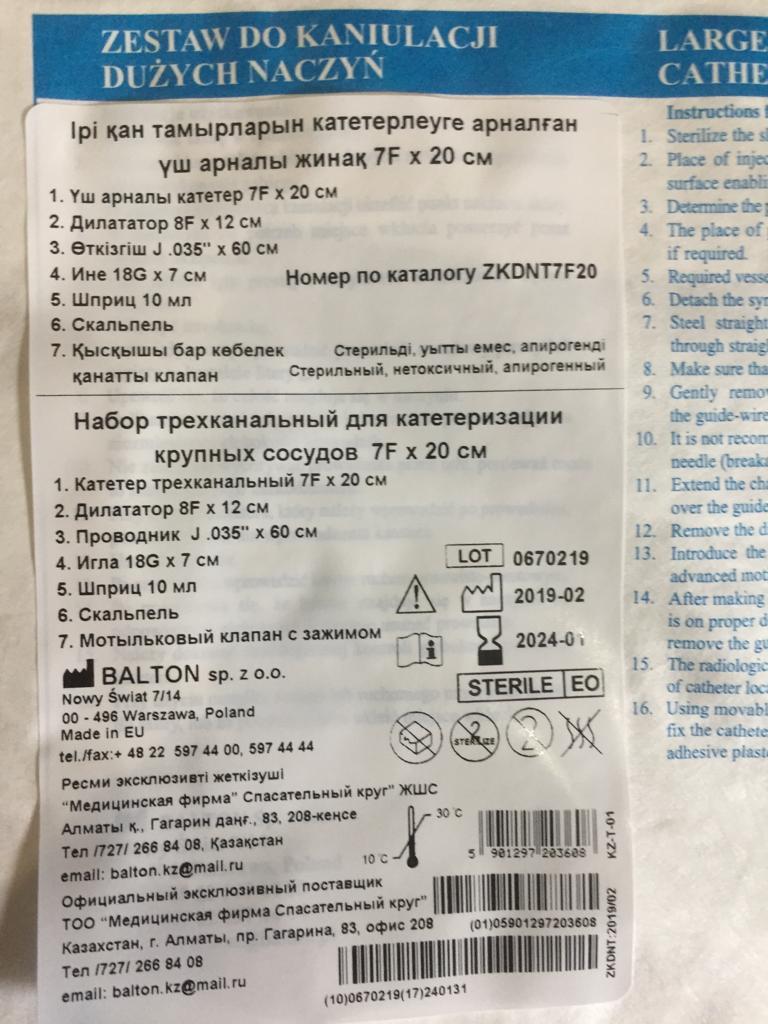 ZESTAW DO KANIULACJI
DUŻYCH NACZYŃ
LARGE
CATHE
Ірі қан тамырларын катетерлеуге арналған
үш арналы жинақ 7F x 20 см
1. Үш арналы катетер 7F x 20 см
2. Дилататор 8F x 12 см
3. Өткізгіш J .035" x 60 см
4. Ине 18G x 7 см
Номер по каталогу ZKDNT7F20
5. Шприц 10 мл
6. Скальпель
7. Қысқышы бар көбелек
қанатты клапан
Стерильді, уытты емес, апирогенді
Стерильный, нетоксичный, апирогенный
Набор трехканальный для катетеризации
крупных сосудов 7F x 20 см
1. Катетер трехканальный 7F x 20 см
2. Дилататор 8F x 12 см
3. Проводник J .035" x 60 см
4. Игла 18G x 7 см
5. Шприц 10 мл
6. Скальпель
7. Мотыльковый клапан с зажимом
LOT 0670219
2019-02
2024-01
STERILE EO
BALTON sp. z o.o.
Nowy Świat 7/14
00 - 496 Warszawa, Poland
Made in EU
tel./fax:+ 48 22 597 44 00, 597 44 44
2
STERILIZE
2
Ресми эксклюзивті жеткізуші
"Медицинская фирма" Спасательный круг" ЖШС
Алматы қ., Гагарин даңғ., 83, 208-кеңсе
Тел /727/ 266 84 08, Қазақстан
email: balton.kz@mail.ru
30 °C
10 °C
5 901297 203608
KZ-T-01
Официальный эксклюзивный поставщик
ТОО "Медицинская фирма Спасательный круг"
Казахстан, г. Алматы, пр. Гагарина, 83, офис 208
Тел /727/ 266 84 08
email: balton.kz@mail.ru
(01)05901297203608
(10)0670219(17)240131
ZKDNT:2019/02
Instructions f
1. Sterilize the s
2. Place of injec
surface enabli
3. Determine the p
4. The place of
if required.
5. Required vesse
6. Detach the syr
7. Steel straight
through straig
8. Make sure tha
9. Gently remov
the guide-wire
10. It is not recom
needle (breaka
11. Extend the cha
over the guide
12. Remove the d
13. Introduce the
advanced mot
14. After making
is on proper d
remove the gu
15. The radiologic
of catheter loca
16. Using movabl
fix the cathete
adhesive plaste